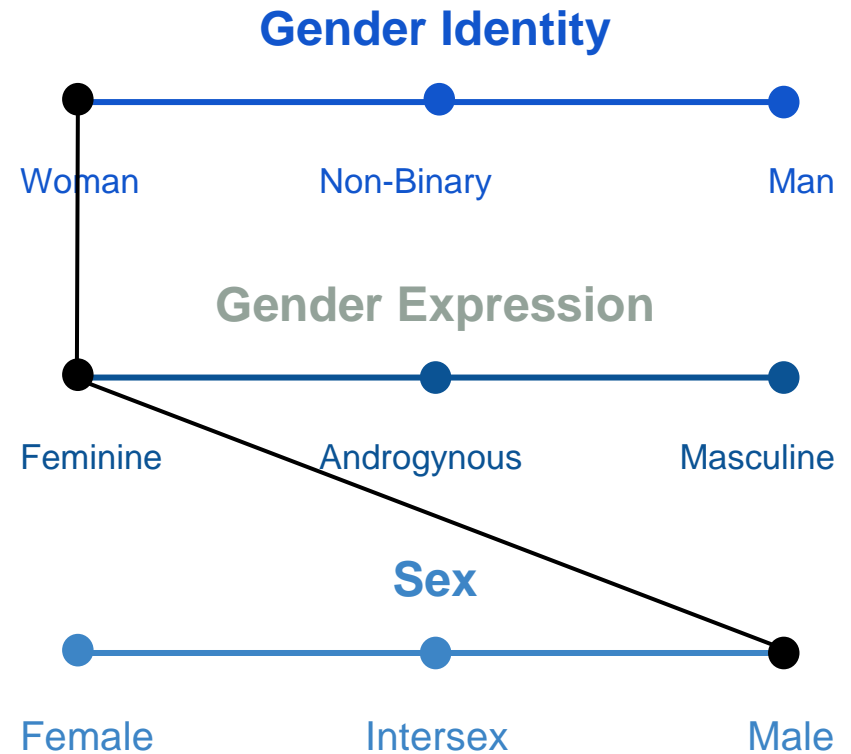 Gender Identity
Woman Non-Binary Man
Gender Expression
Feminine Androgynous Masculine
Sex
Female Intersex Male